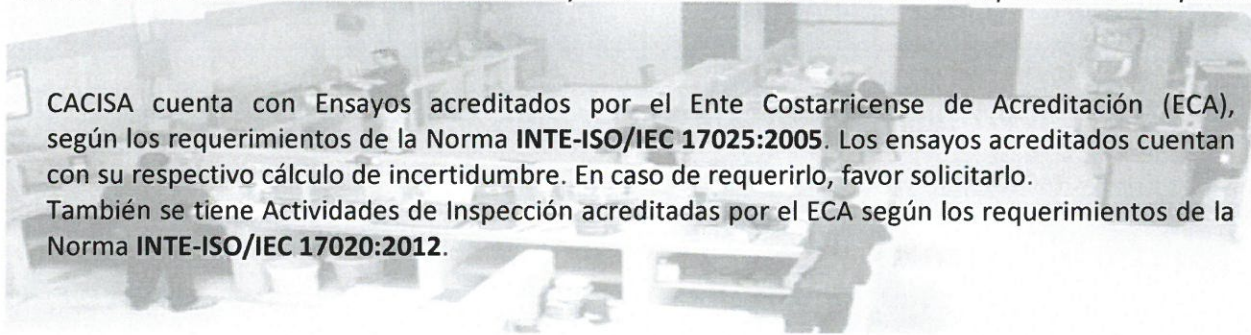 CACISA cuenta con Ensayos acreditados por el Ente Costarricense de Acreditación (ECA),
según los requerimientos de la Norma INTE-ISO/IEC 17025:2005. Los ensayos acreditados cuentan
con su respectivo cálculo de incertidumbre. En caso de requerirlo, favor solicitarlo.
También se tiene Actividades de Inspección acreditadas por el ECA según los requerimientos de la
Norma INTE-ISO/IEC 17020:2012.